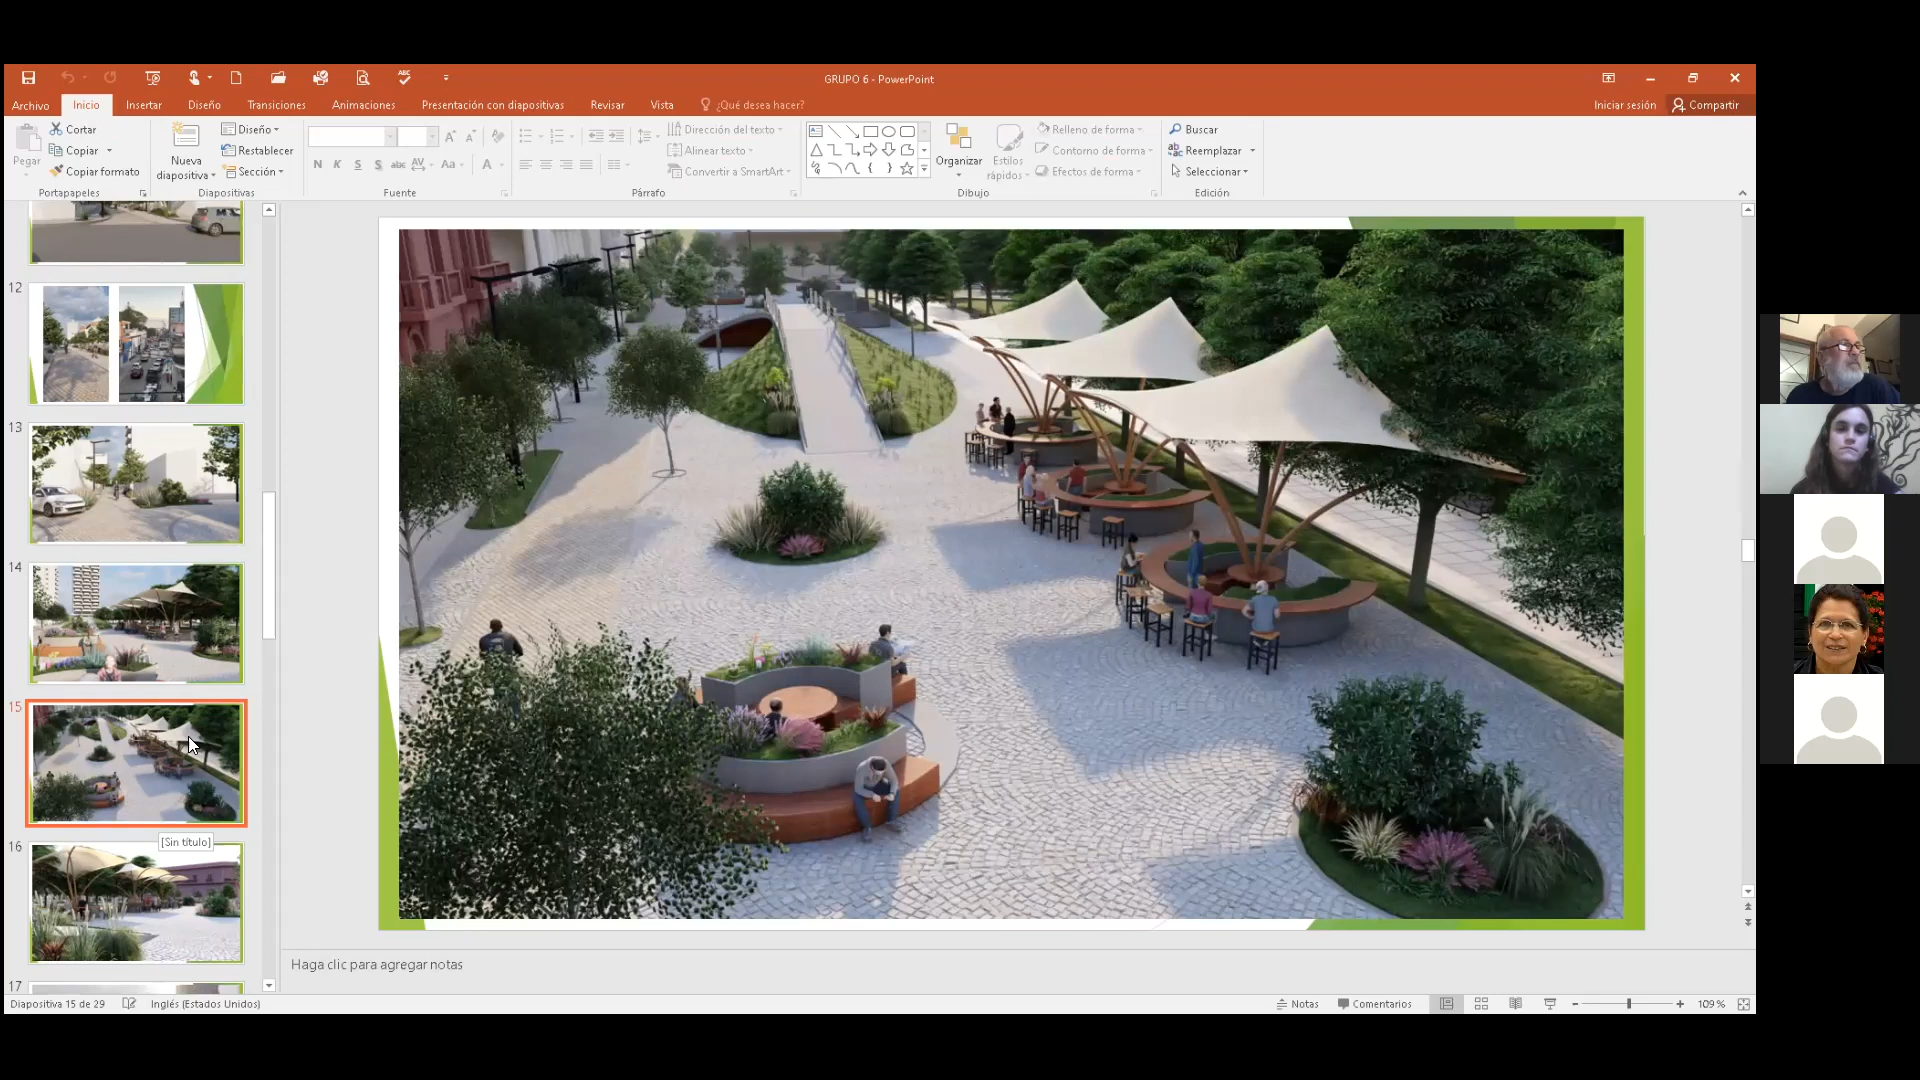 GRUPO 6 - PowerPoint
Archivo Inicio Insertar Diseño Transiciones Animaciones Presentación con diapositivas Revisar Vista ¿Qué desea hacer? Iniciar sesión Compartir
Pegar
Cortar
Copiar
Copiar formato
Portapapeles
Nueva diapositiva
Diseño
Restablecer
Sección
Diapositivas
N K S S abc AV Aa A
Fuente
Dirección del texto
Alinear texto
Convertir a SmartArt
Párrafo
Organizar
Estilos rápidos
Relleno de forma
Contorno de forma
Efectos de forma
Dibujo
Buscar
Reemplazar
Seleccionar
Edición
12
13
14
15
[Sin título]
16
17
Haga clic para agregar notas
Diapositiva 15 de 29 Inglés (Estados Unidos) Notas Comentarios 109 %